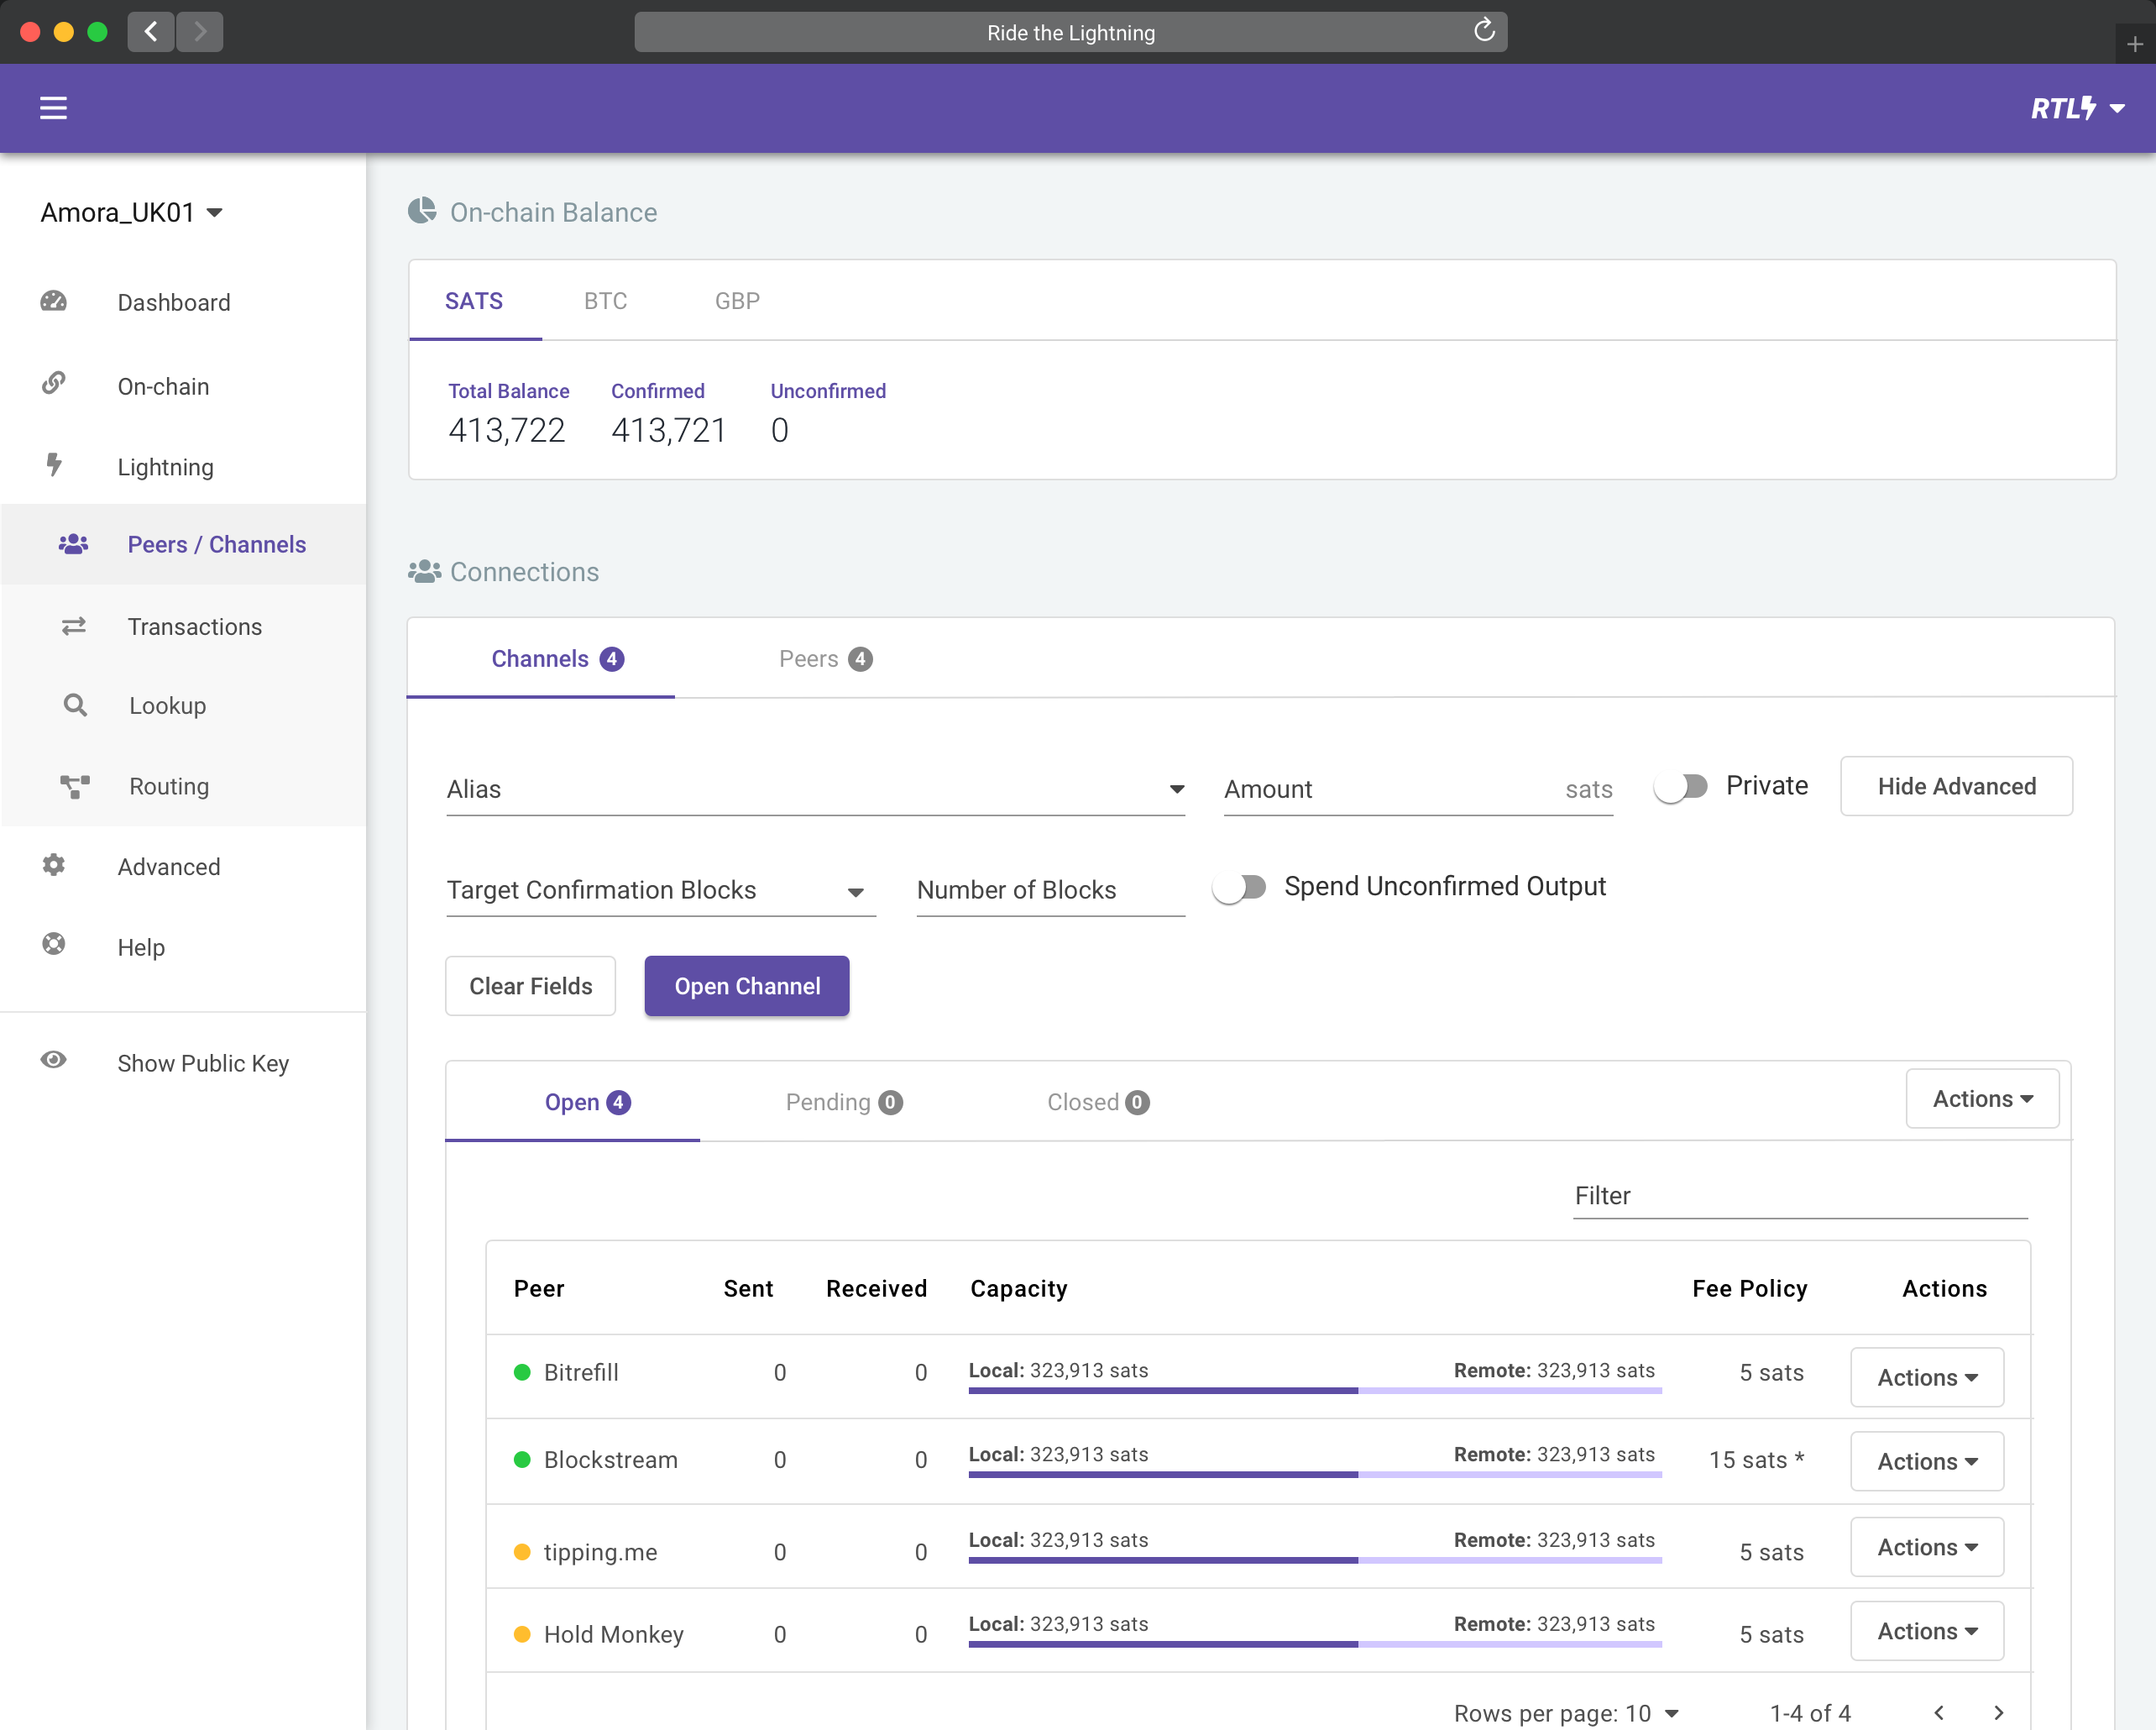 Ride the Lightning
RTL
Amora_UK01
Dashboard
On-chain
Lightning
Peers / Channels
Transactions
Lookup
Routing
Advanced
Help
Show Public Key
On-chain Balance
SATS BTC GBP
Total Balance Confirmed Unconfirmed
413,722 413,721 0
Connections
Channels 4 Peers 4
Alias Amount sats Private Hide Advanced
Target Confirmation Blocks Number of Blocks Spend Unconfirmed Output
Clear Fields Open Channel
Open 4 Pending 0 Closed 0 Actions
Filter
Peer Sent Received Capacity Fee Policy Actions
Bitrefill 0 0 Local: 323,913 sats Remote: 323,913 sats 5 sats Actions
Blockstream 0 0 Local: 323,913 sats Remote: 323,913 sats 15 sats * Actions
tipping.me 0 0 Local: 323,913 sats Remote: 323,913 sats 5 sats Actions
Hold Monkey 0 0 Local: 323,913 sats Remote: 323,913 sats 5 sats Actions
Rows per page: 10 1-4 of 4